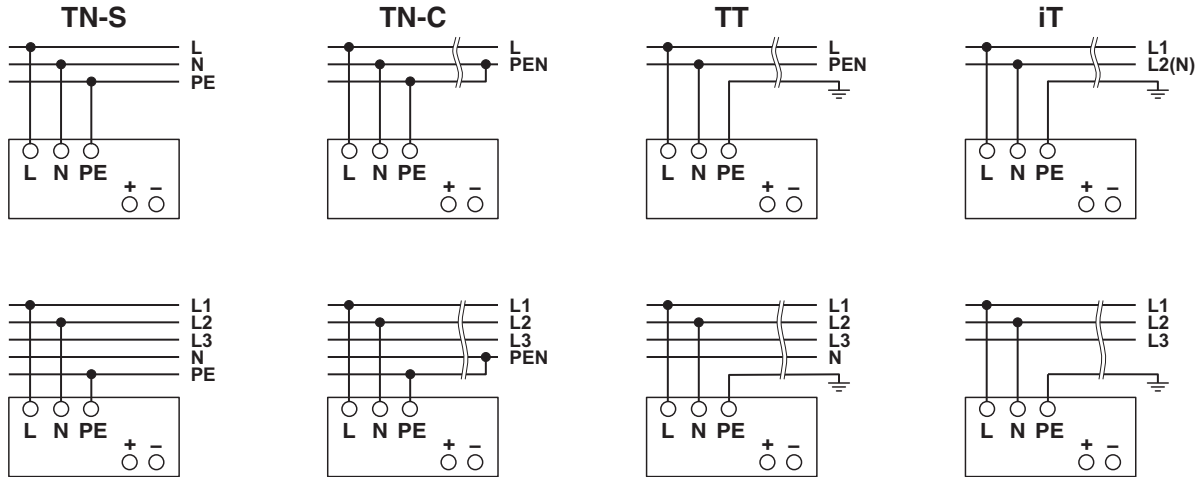 TN-S
TN-C
TT
iT
L
N
PE
L N PE
+ –
L
PEN
L N PE
+ –
L
PEN
L N PE
+ –
L1
L2(N)
L N PE
+ –
L1
L2
L3
N
PE
L N PE
+ –
L1
L2
L3
PEN
L N PE
+ –
L1
L2
L3
N
L N PE
+ –
L1
L2
L3
L N PE
+ –